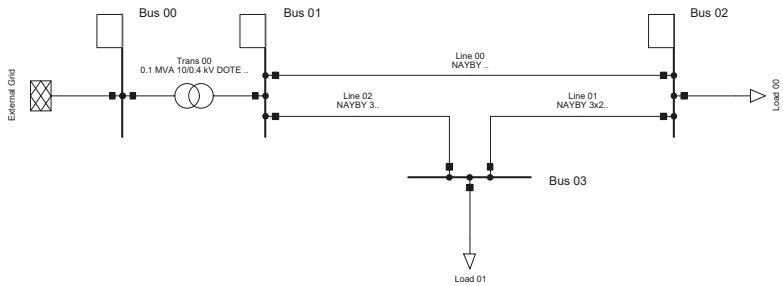 Bus 00
Bus 01
Bus 02
Trans 00
0.1 MVA 10/0.4 kV DOTE ..
Line 00
NAYBY ..
External Grid
Line 02
NAYBY 3..
Line 01
NAYBY 3x2..
Load 00
Bus 03
Load 01